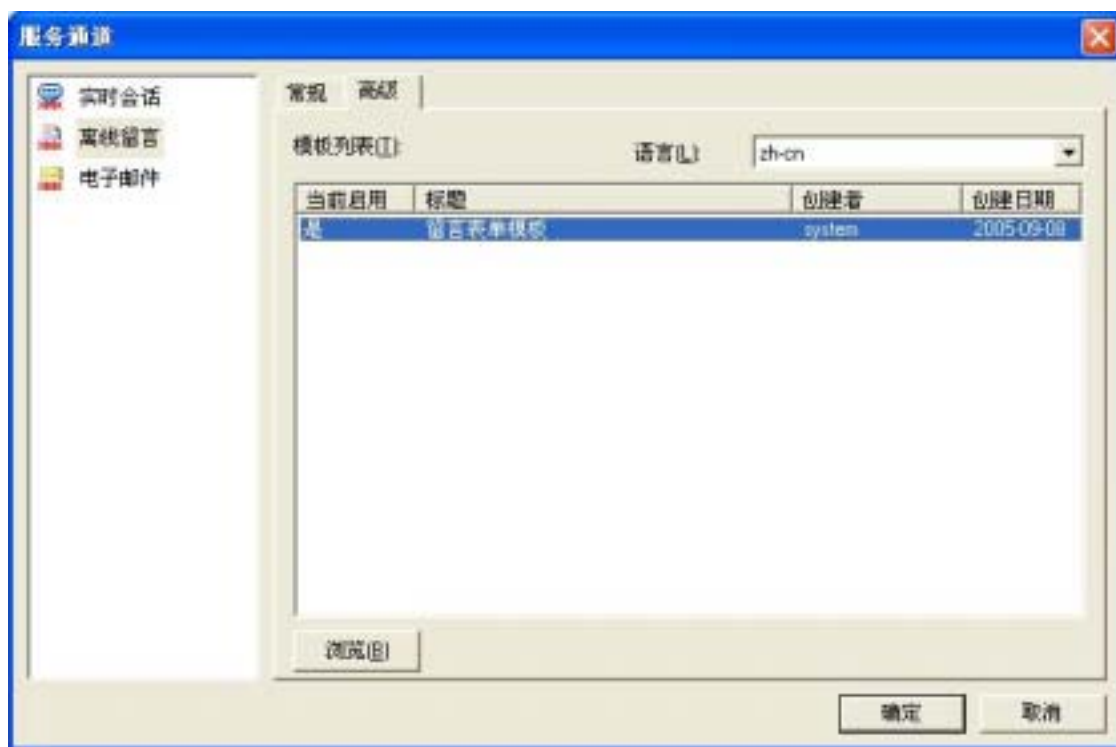 服务通道
实时会话
离线留言
电子邮件
常规 高级
模板列表(T): 语言(L): zh-cn
当前启用 标题 创建者 创建日期
是 留言表单模板 system 2005-09-08
浏览(B)
确定 取消